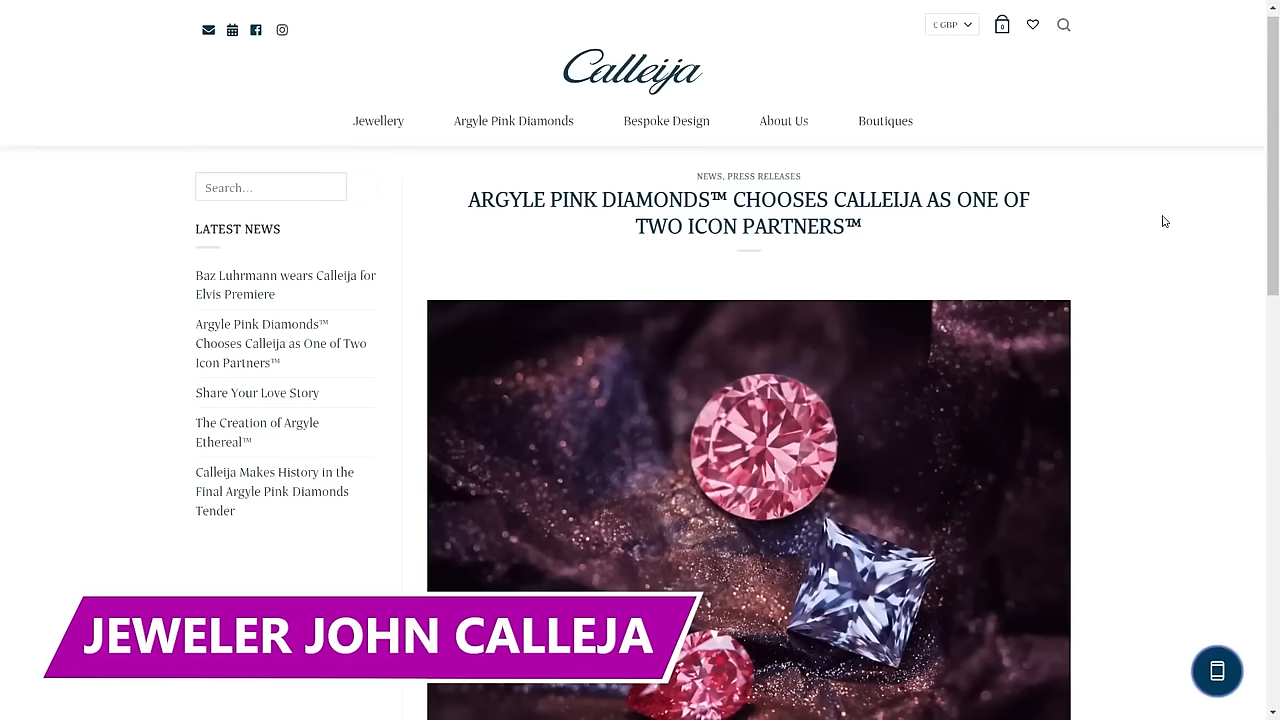 £ GBP
0
Calleija
Jewellery
Argyle Pink Diamonds
Bespoke Design
About Us
Boutiques
Search...
LATEST NEWS
Baz Luhrmann wears Calleija for
Elvis Premiere
Argyle Pink Diamonds™
Chooses Calleija as One of Two
Icon Partners™
Share Your Love Story
The Creation of Argyle
Ethereal™
Calleija Makes History in the
Final Argyle Pink Diamonds
Tender
NEWS, PRESS RELEASES
ARGYLE PINK DIAMONDS™ CHOOSES CALLEIJA AS ONE OF
TWO ICON PARTNERS™
JEWELER JOHN CALLEJA